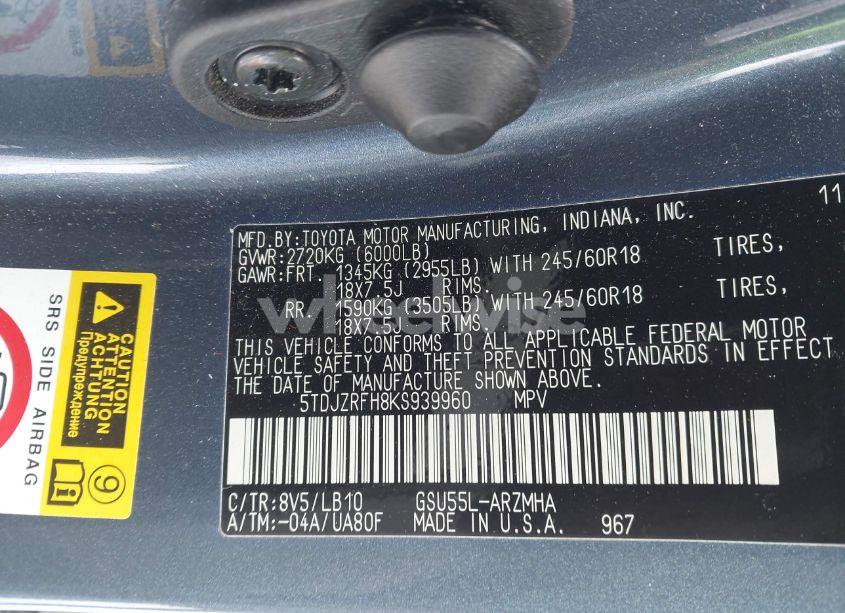 11
MFD.BY:TOYOTA MOTOR MANUFACTURING, INDIANA, INC.
GVWR:2720KG (6000LB)
GAWR:FRT. 1345KG (2955LB) WITH 245/60R18 TIRES,
18X7.5J RIMS.
RR. 1590KG (3505LB) WITH 245/60R18 TIRES,
18X7.5J RIMS.
THIS VEHICLE CONFORMS TO ALL APPLICABLE FEDERAL MOTOR
VEHICLE SAFETY AND THEFT PREVENTION STANDARDS IN EFFECT
THE DATE OF MANUFACTURE SHOWN ABOVE.
5TDJZRFH8KS939960 MPV
C/TR:8V5/LB10 GSU55L-ARZMHA
A/TM:-04A/UA80F MADE IN U.S.A. 967
wheelwise
CAUTION
ATTENTION
ACHTUNG
Предупреждение
9
SRS SIDE AIRBAG